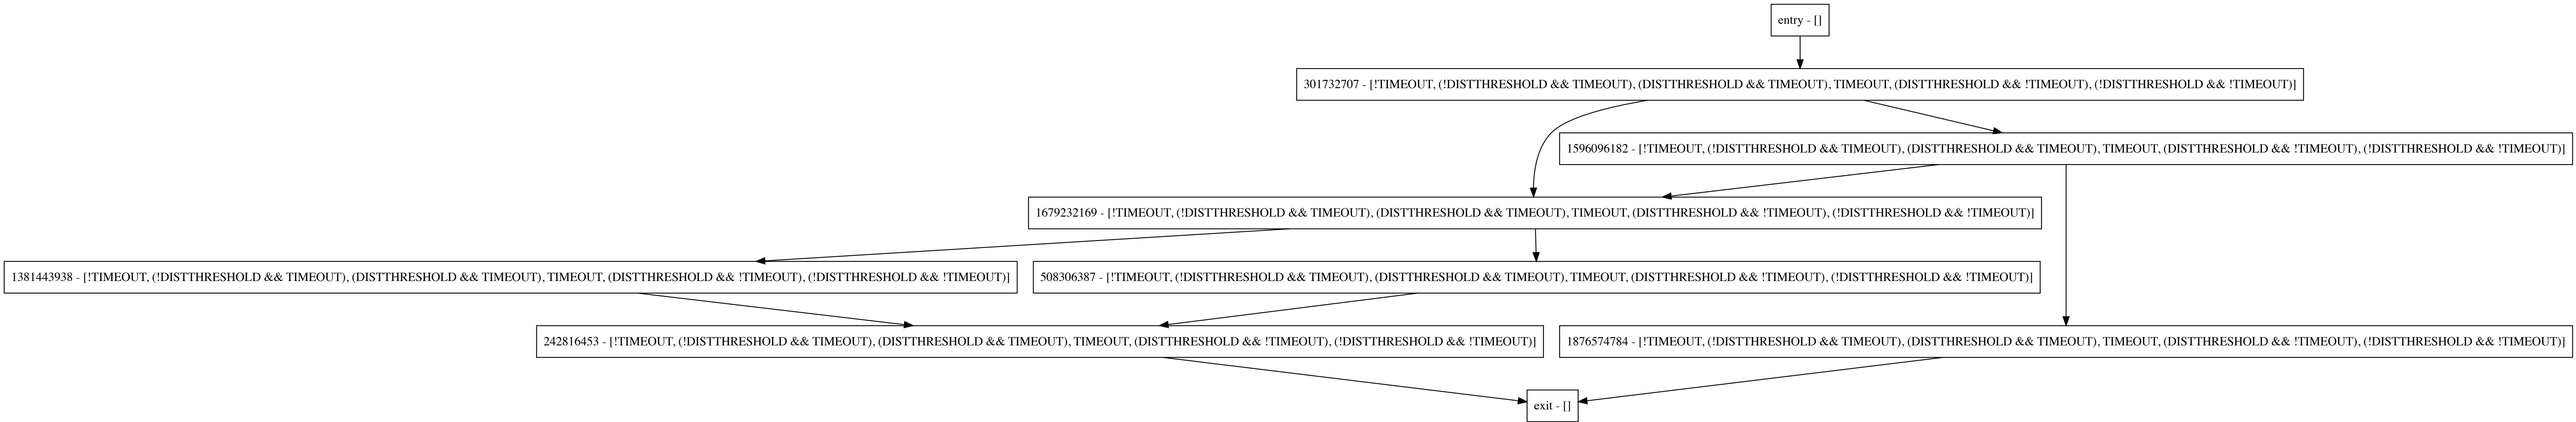 entry - []
301732707 - [!TIMEOUT, (!DISTTHRESHOLD && TIMEOUT), (DISTTHRESHOLD && TIMEOUT), TIMEOUT, (DISTTHRESHOLD && !TIMEOUT), (!DISTTHRESHOLD && !TIMEOUT)]
1596096182 - [!TIMEOUT, (!DISTTHRESHOLD && TIMEOUT), (DISTTHRESHOLD && TIMEOUT), TIMEOUT, (DISTTHRESHOLD && !TIMEOUT), (!DISTTHRESHOLD && !TIMEOUT)]
1679232169 - [!TIMEOUT, (!DISTTHRESHOLD && TIMEOUT), (DISTTHRESHOLD && TIMEOUT), TIMEOUT, (DISTTHRESHOLD && !TIMEOUT), (!DISTTHRESHOLD && !TIMEOUT)]
1381443938 - [!TIMEOUT, (!DISTTHRESHOLD && TIMEOUT), (DISTTHRESHOLD && TIMEOUT), TIMEOUT, (DISTTHRESHOLD && !TIMEOUT), (!DISTTHRESHOLD && !TIMEOUT)]
508306387 - [!TIMEOUT, (!DISTTHRESHOLD && TIMEOUT), (DISTTHRESHOLD && TIMEOUT), TIMEOUT, (DISTTHRESHOLD && !TIMEOUT), (!DISTTHRESHOLD && !TIMEOUT)]
242816453 - [!TIMEOUT, (!DISTTHRESHOLD && TIMEOUT), (DISTTHRESHOLD && TIMEOUT), TIMEOUT, (DISTTHRESHOLD && !TIMEOUT), (!DISTTHRESHOLD && !TIMEOUT)]
1876574784 - [!TIMEOUT, (!DISTTHRESHOLD && TIMEOUT), (DISTTHRESHOLD && TIMEOUT), TIMEOUT, (DISTTHRESHOLD && !TIMEOUT), (!DISTTHRESHOLD && !TIMEOUT)]
exit - []